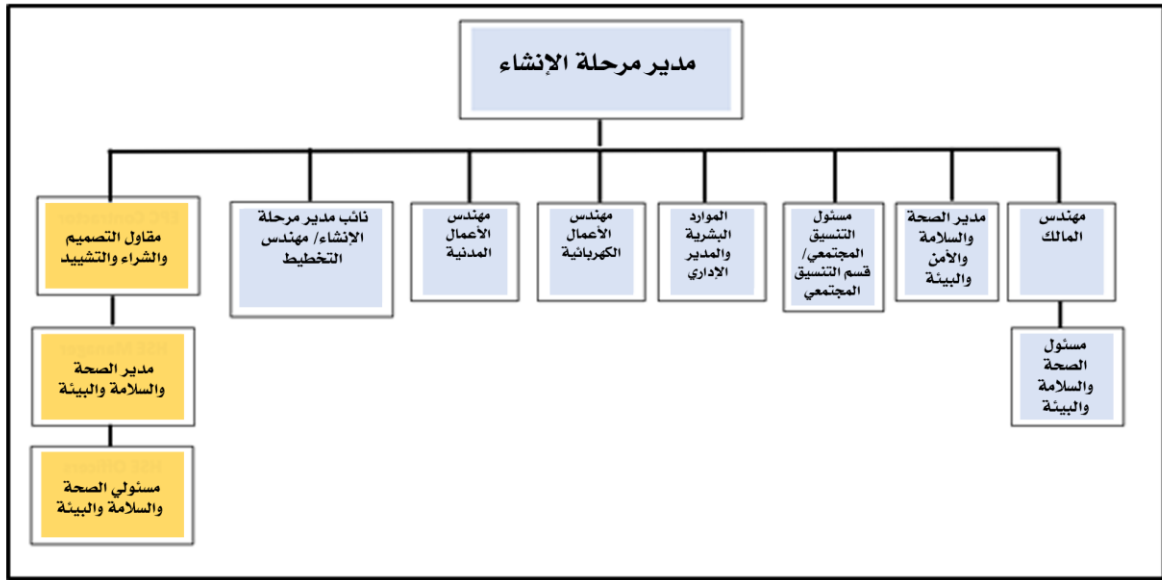 مدير مرحلة الإنشاء
مهندس
المالك
مدير الصحة
والسلامة
والأمن
والبيئة
مسئول
التنسيق
المجتمعي/
قسم التنسيق
المجتمعي
الموارد
البشرية
والمدير
الإداري
مهندس
الأعمال
الكهربائية
مهندس
الأعمال
المدنية
نائب مدير مرحلة
الإنشاء/ مهندس
التخطيط
مقاول التصميم
والشراء والتشييد
مسئول
الصحة
والسلامة
والبيئة
مدير الصحة
والسلامة والبيئة
مسئولي الصحة
والسلامة والبيئة